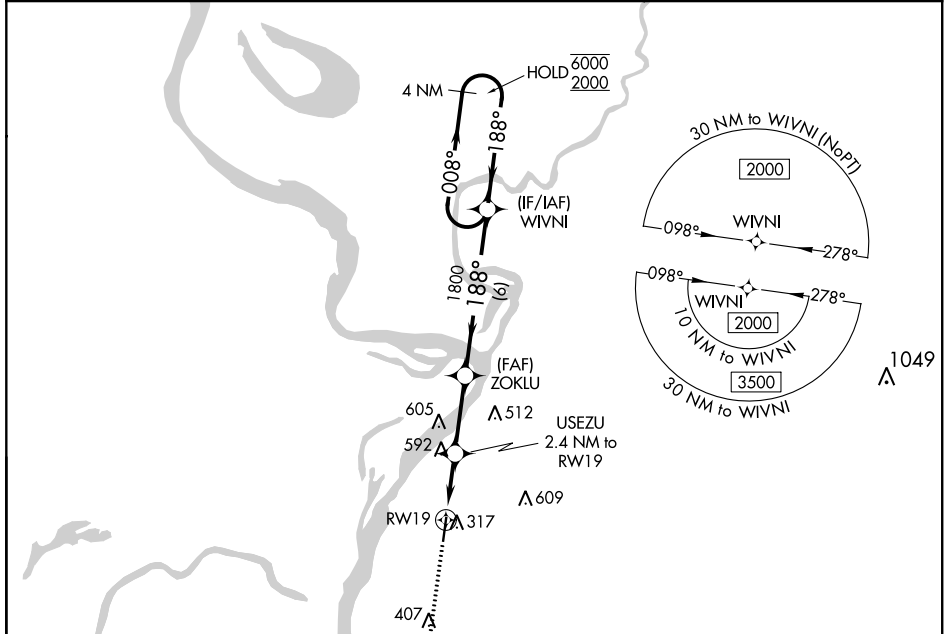 HOLD 6000
2000
4 NM
188°
008°
(IF/IAF)
WIVNI
1800
188°
(6)
(FAF)
ZOKLU
605
512
USEZU
2.4 NM to
RW19
592
609
RW19
317
407
30 NM to WIVNI (NoPT)
2000
WIVNI
098°
278°
098°
278°
WIVNI
2000
10 NM to WIVNI
3500
30 NM to WIVNI
1049